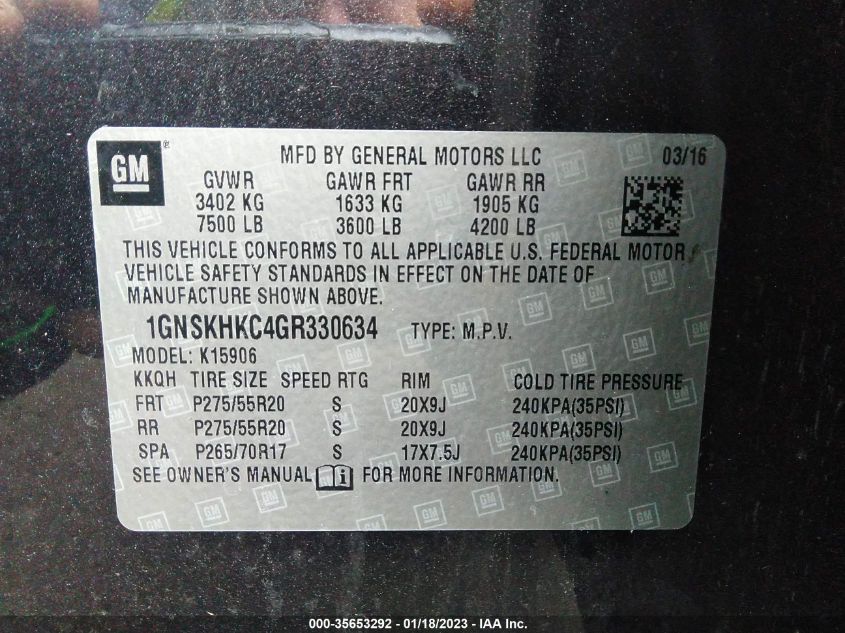 GM® MFD BY GENERAL MOTORS LLC 03/16
GVWR GAWR FRT GAWR RR
3402 KG 1633 KG 1905 KG
7500 LB 3600 LB 4200 LB
THIS VEHICLE CONFORMS TO ALL APPLICABLE U.S. FEDERAL MOTOR
VEHICLE SAFETY STANDARDS IN EFFECT ON THE DATE OF
MANUFACTURE SHOWN ABOVE.
1GNSKHKC4GR330634 TYPE: M.P.V.
MODEL: K15906
KKQH TIRE SIZE SPEED RTG RIM COLD TIRE PRESSURE
FRT P275/55R20 S 20X9J 240KPA(35PSI)
RR P275/55R20 S 20X9J 240KPA(35PSI)
SPA P265/70R17 S 17X7.5J 240KPA(35PSI)
SEE OWNER'S MANUAL FOR MORE INFORMATION.
000-35653292 - 01/18/2023 - IAA Inc.